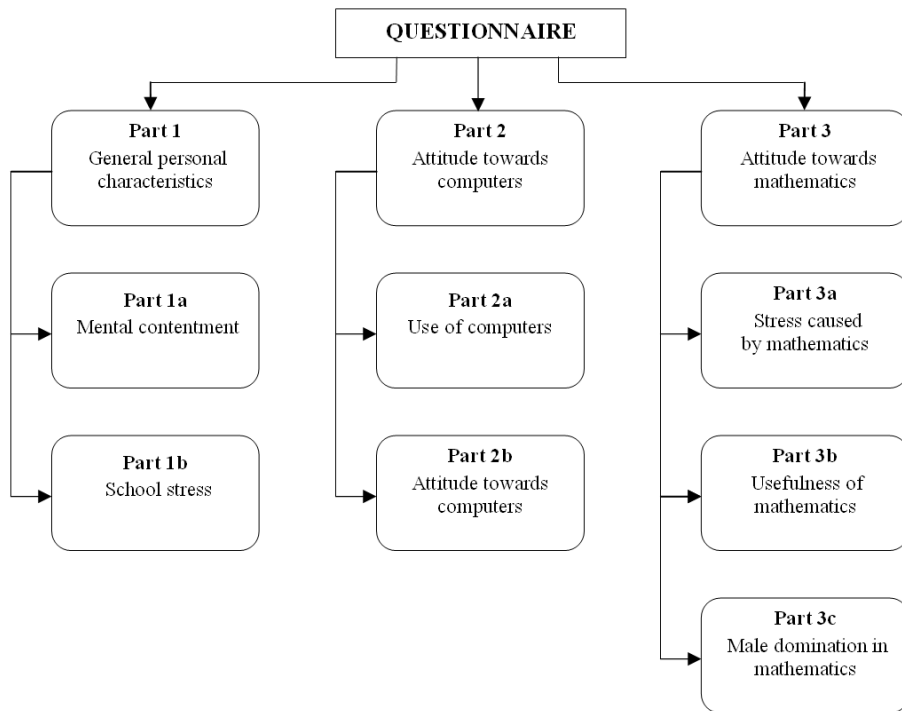 QUESTIONNAIRE
Part 1
General personal
characteristics
Part 2
Attitude towards
computers
Part 3
Attitude towards
mathematics
Part 1a
Mental contentment
Part 2a
Use of computers
Part 3a
Stress caused
by mathematics
Part 1b
School stress
Part 2b
Attitude towards
computers
Part 3b
Usefulness of
mathematics
Part 3c
Male domination in
mathematics